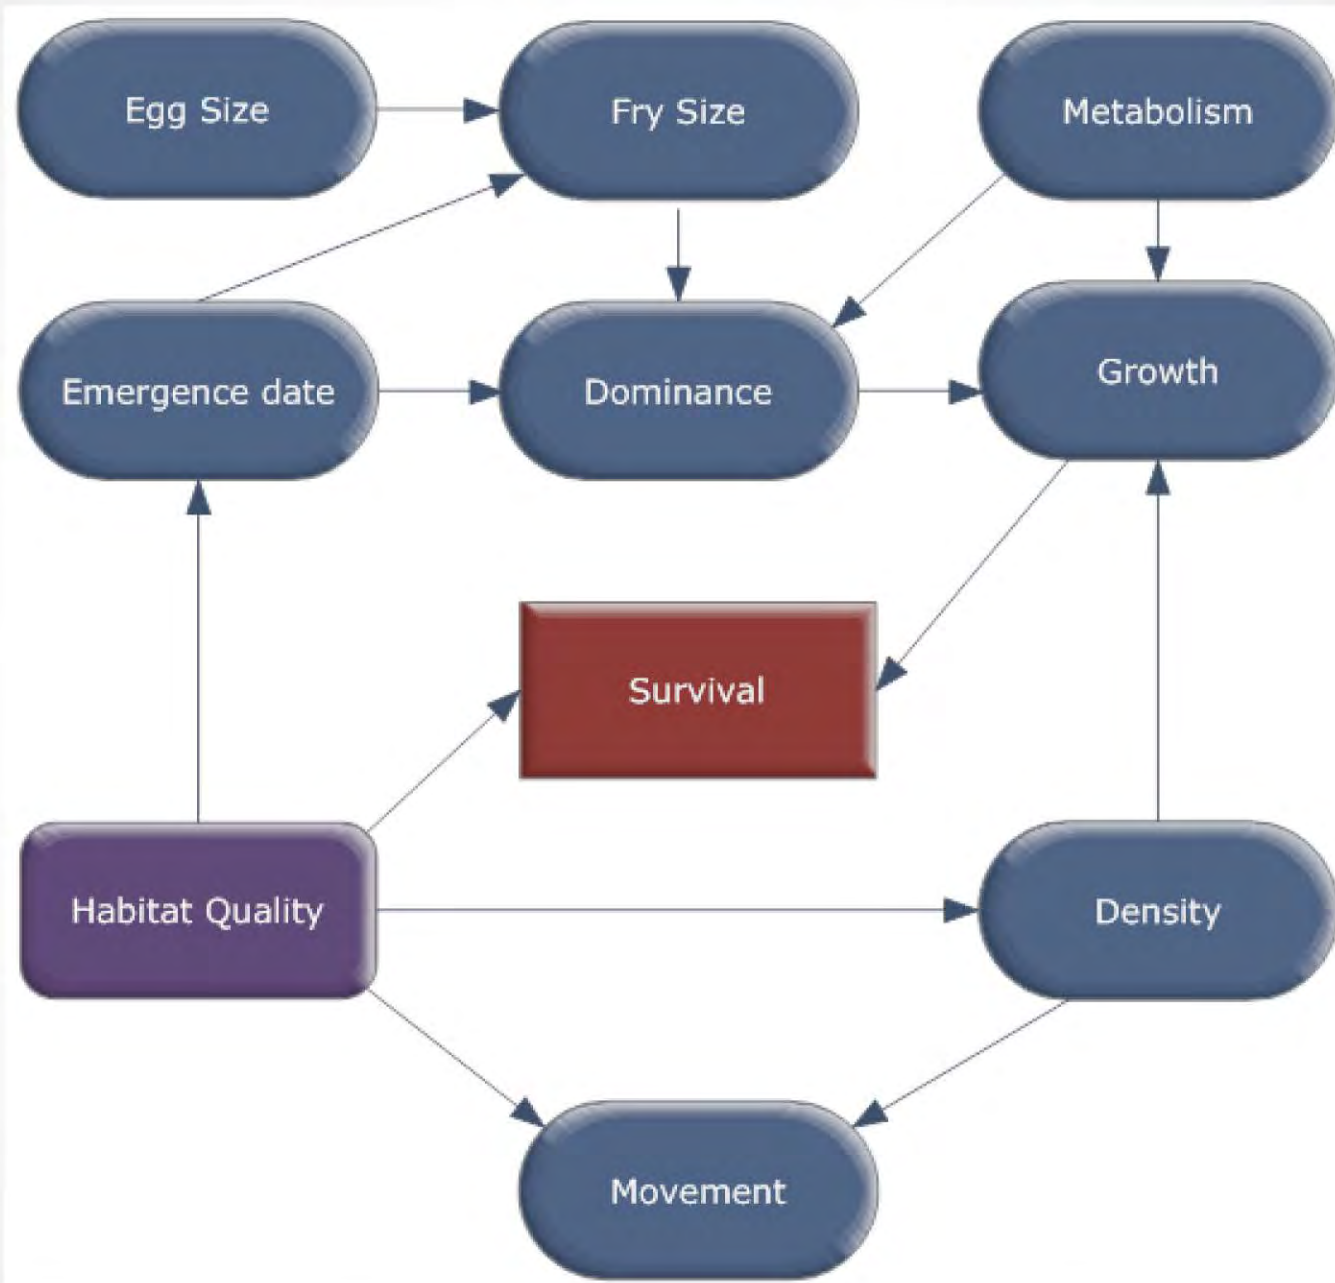 Egg Size
Fry Size
Metabolism
Emergence date
Dominance
Growth
Survival
Habitat Quality
Density
Movement